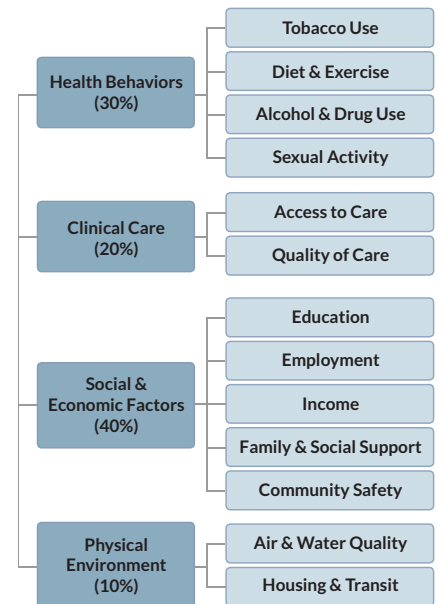 Health Behaviors
(30%)
Tobacco Use
Diet & Exercise
Alcohol & Drug Use
Sexual Activity
Clinical Care
(20%)
Access to Care
Quality of Care
Social &
Economic Factors
(40%)
Education
Employment
Income
Family & Social Support
Community Safety
Physical
Environment
(10%)
Air & Water Quality
Housing & Transit